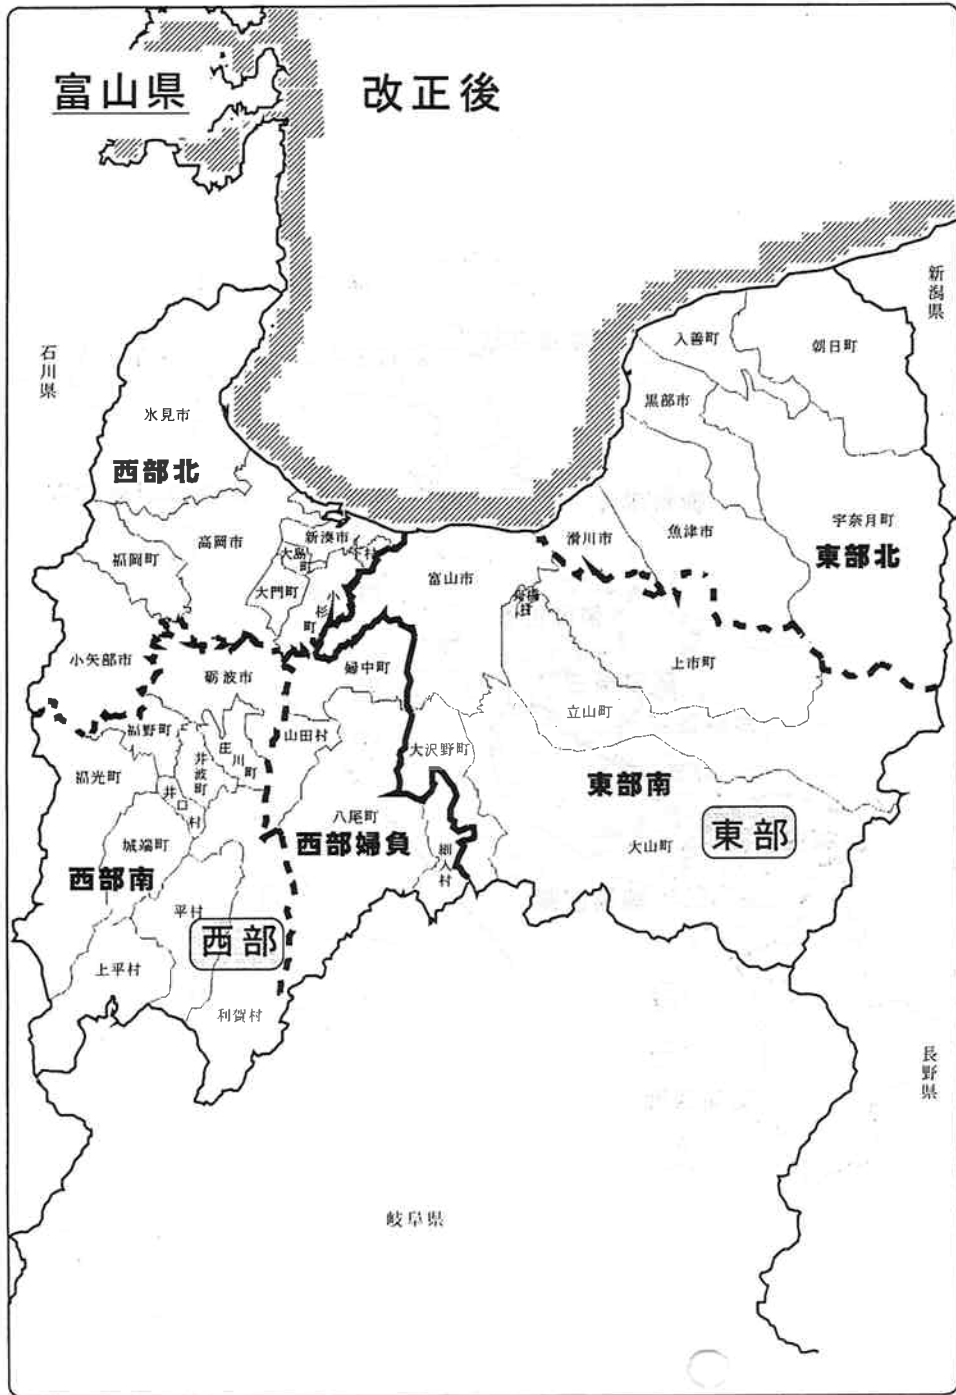 富山県
改正後
新潟県
石川県
入善町
朝日町
黒部市
氷見市
西部北
宇奈月町
東部北
魚津市
滑川市
新湊市
高岡市
大島町
下村
福岡町
富山市
大門町
小杉町
小矢部市
婦中町
上市町
砺波市
立山町
福野町
山田村
庄川町
大沢野町
井波町
福光町
井口村
東部南
八尾町
西部婦負
東部
城端町
大山町
細入村
西部南
平村
西部
上平村
利賀村
長野県
岐阜県